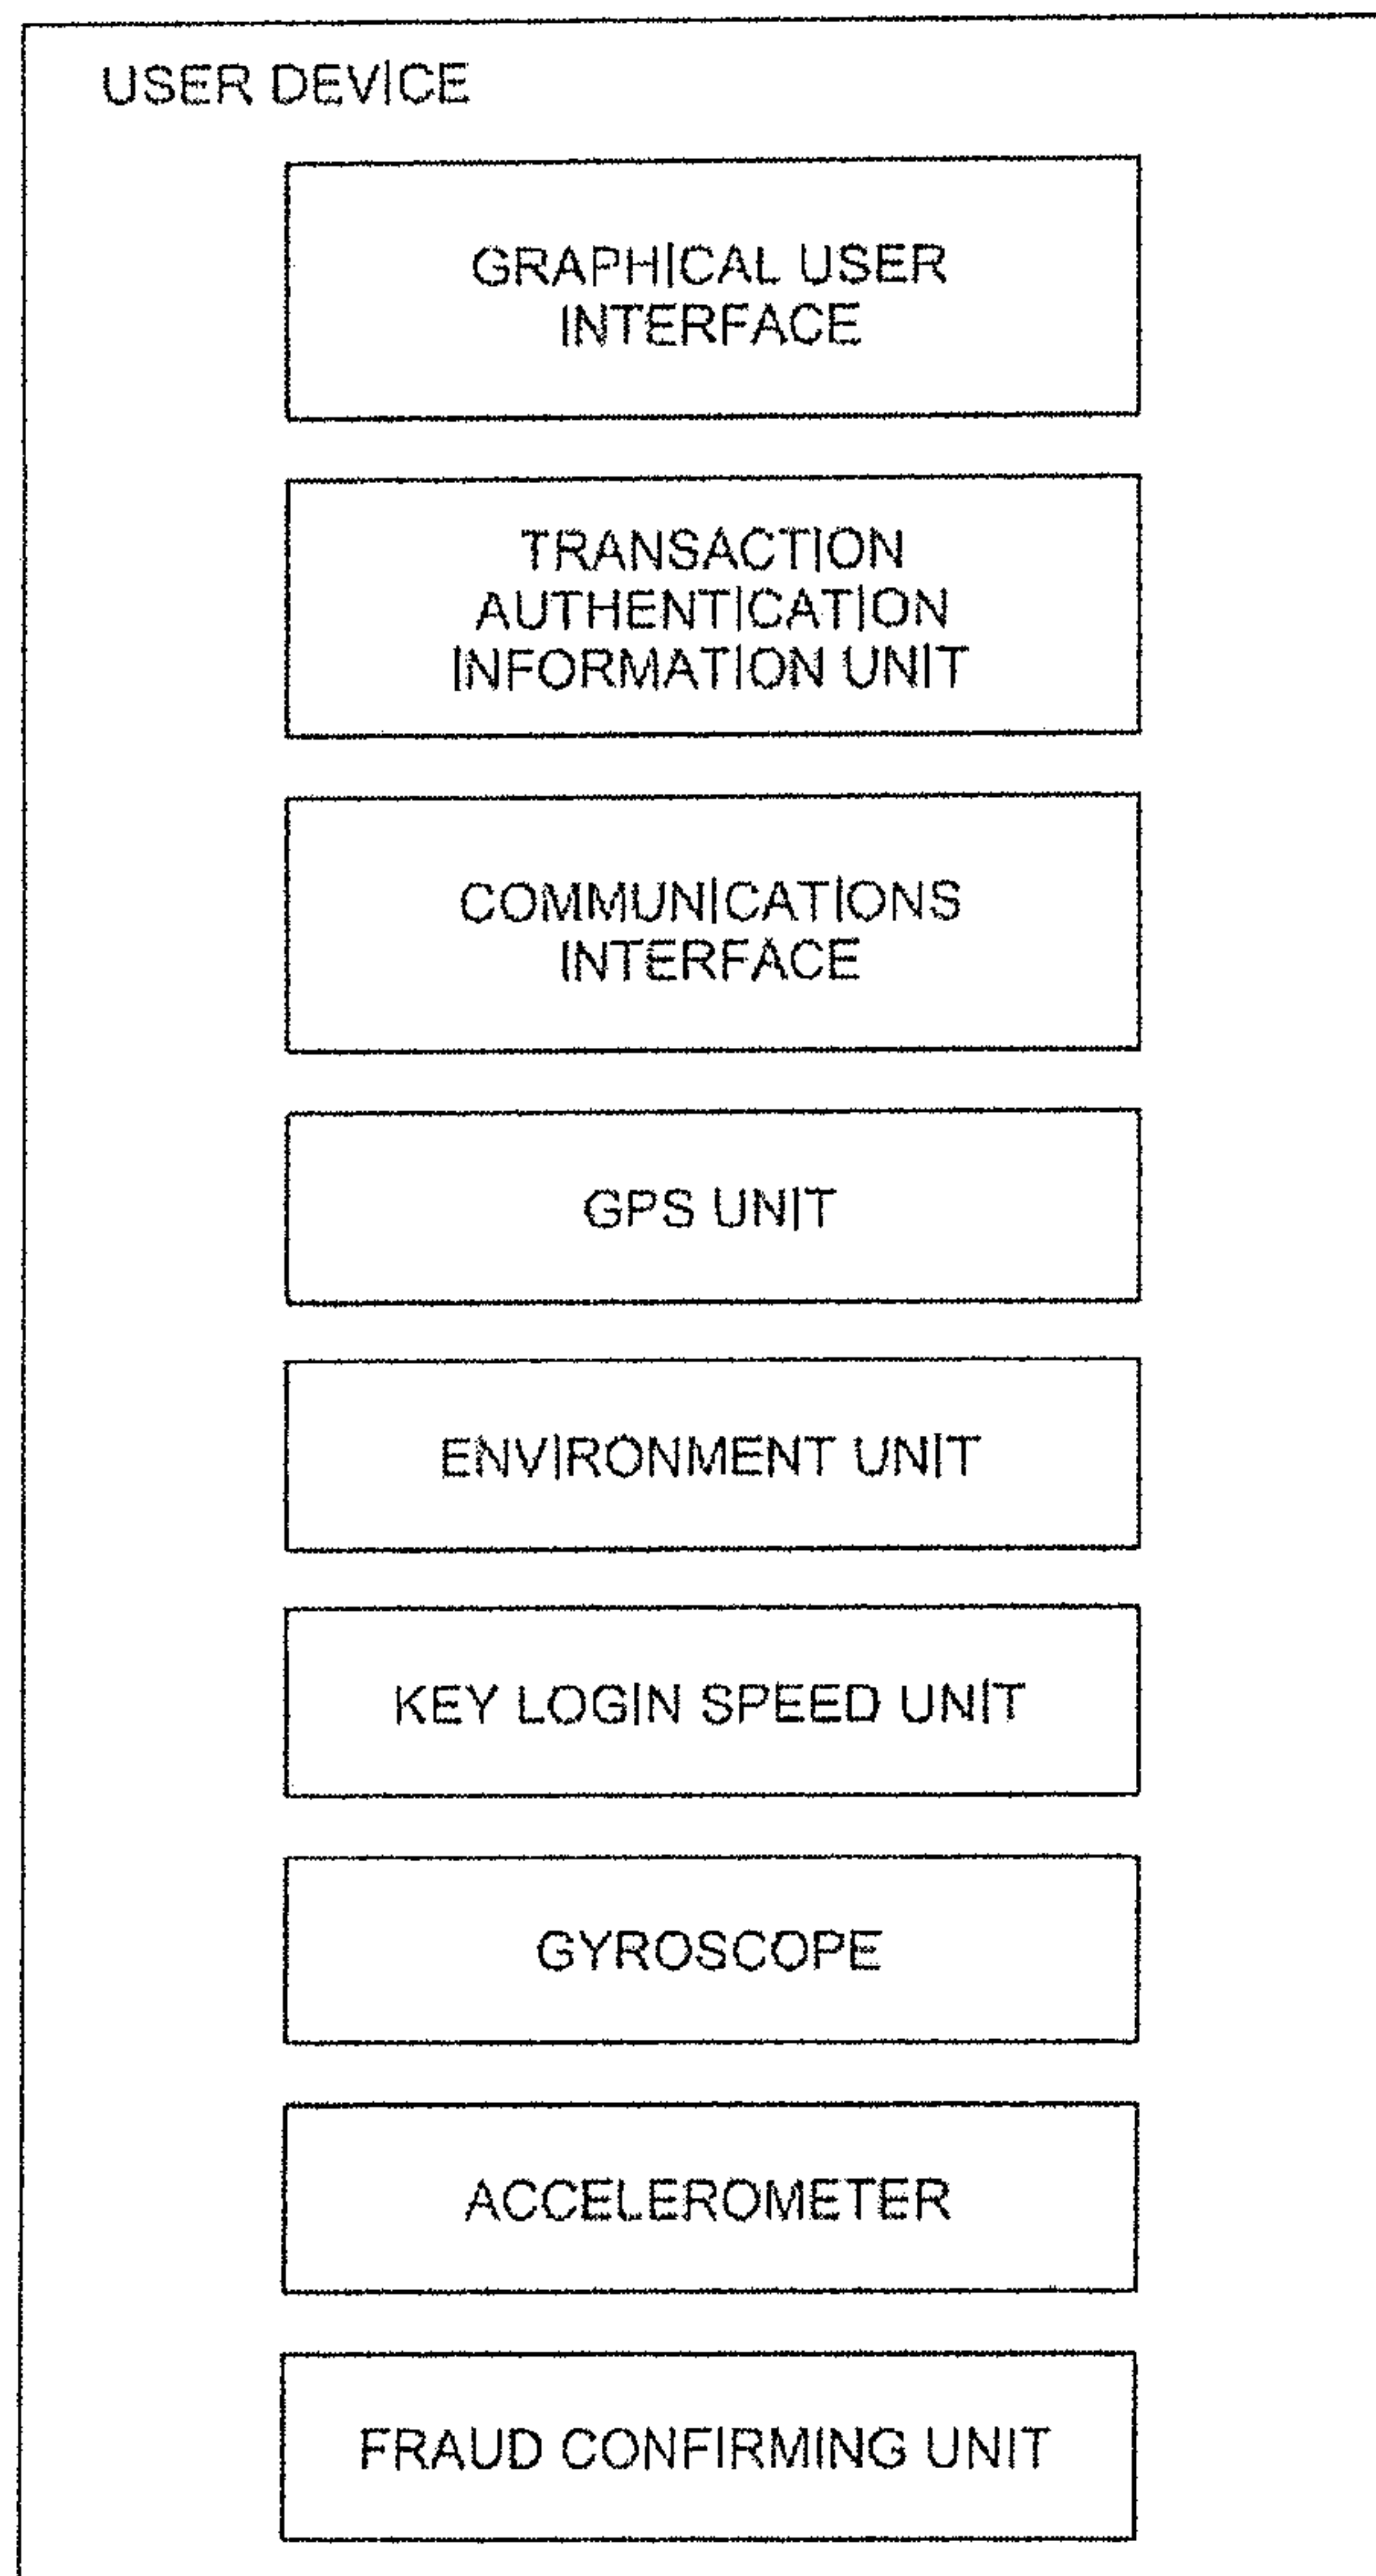 USER DEVICE
GRAPHICAL USER
INTERFACE
TRANSACTION
AUTHENTICATION
INFORMATION UNIT
COMMUNICATIONS
INTERFACE
GPS UNIT
ENVIRONMENT UNIT
KEY LOGIN SPEED UNIT
GYROSCOPE
ACCELEROMETER
FRAUD CONFIRMING UNIT